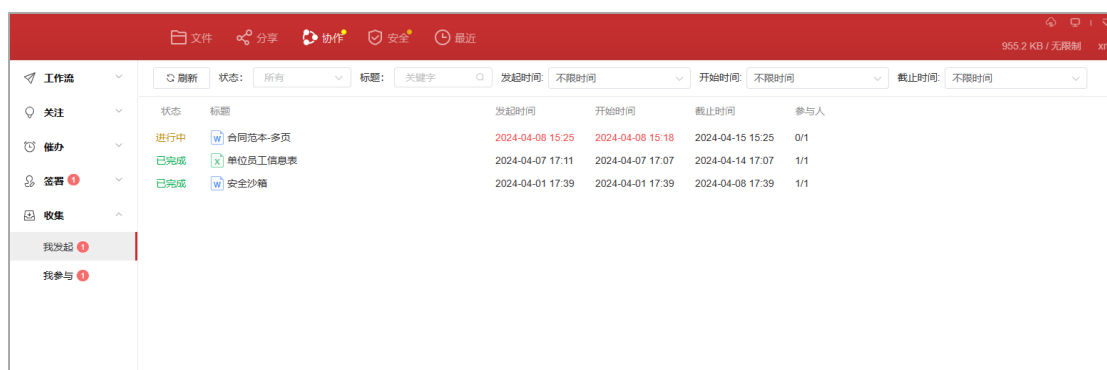 文件 分享 协作 安全 最近
955.2 KB / 无限制
工作流
关注
催办
签署 1
收集
我发起 1
我参与 1
刷新 状态: 所有 标题: 关键字 发起时间: 不限时间 开始时间: 不限时间 截止时间: 不限时间
状态 标题 发起时间 开始时间 截止时间 参与人
进行中 W 合同范本-多页 2024-04-08 15:25 2024-04-08 15:18 2024-04-15 15:25 0/1
已完成 X 单位员工信息表 2024-04-07 17:11 2024-04-07 17:07 2024-04-14 17:07 1/1
已完成 W 安全沙箱 2024-04-01 17:39 2024-04-01 17:39 2024-04-08 17:39 1/1